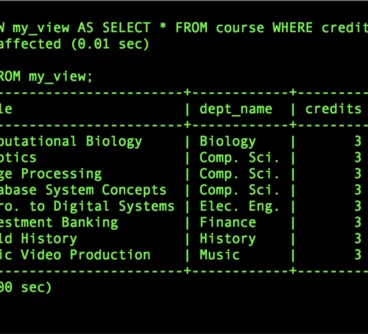 W my_view AS SELECT * FROM course WHERE credit
affected (0.01 sec)
ROM my_view;
-----------------------+------------+---------
le | dept_name | credits
-----------------------+------------+---------
putational Biology | Biology | 3
otics | Comp. Sci. | 3
ge Processing | Comp. Sci. | 3
abase System Concepts | Comp. Sci. | 3
ro. to Digital Systems | Elec. Eng. | 3
estment Banking | Finance | 3
ld History | History | 3
ic Video Production | Music | 3
-----------------------+------------+---------
00 sec)